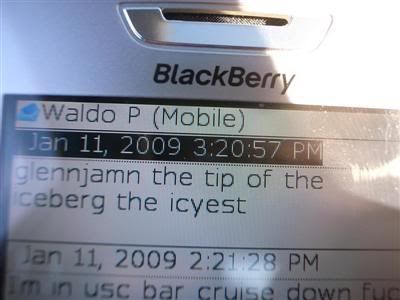 BlackBerry
Waldo P (Mobile)
Jan 11, 2009 3:20:57 PM
glennjamn the tip of the
iceberg the icyest
Jan 11, 2009 2:21:28 PM
I'm in usc bar cruise down fuc